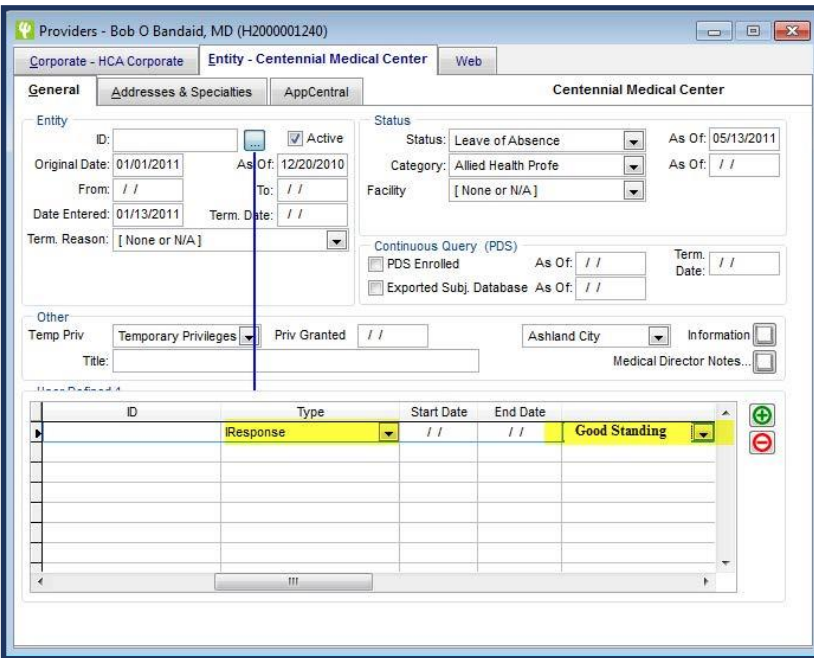 Providers - Bob O Bandaid, MD (H2000001240)
Corporate - HCA Corporate Entity - Centennial Medical Center Web
General Addresses & Specialties AppCentral Centennial Medical Center
Entity Status
ID: ... Active Status: Leave of Absence As Of: 05/13/2011
Original Date: 01/01/2011 As Of: 12/20/2010 Category: Allied Health Profe As Of: / /
From: / / To: / / Facility [ None or N/A ]
Date Entered: 01/13/2011 Term. Date: / /
Term. Reason: [ None or N/A ]
Continuous Query (PDS)
PDS Enrolled As Of: / / Term. Date: / /
Exported Subj. Database As Of: / /
Other
Temp Priv Temporary Privileges Priv Granted / / Ashland City Information
Title: Medical Director Notes...
User Defined 1
ID Type Start Date End Date
IResponse / / / / Good Standing